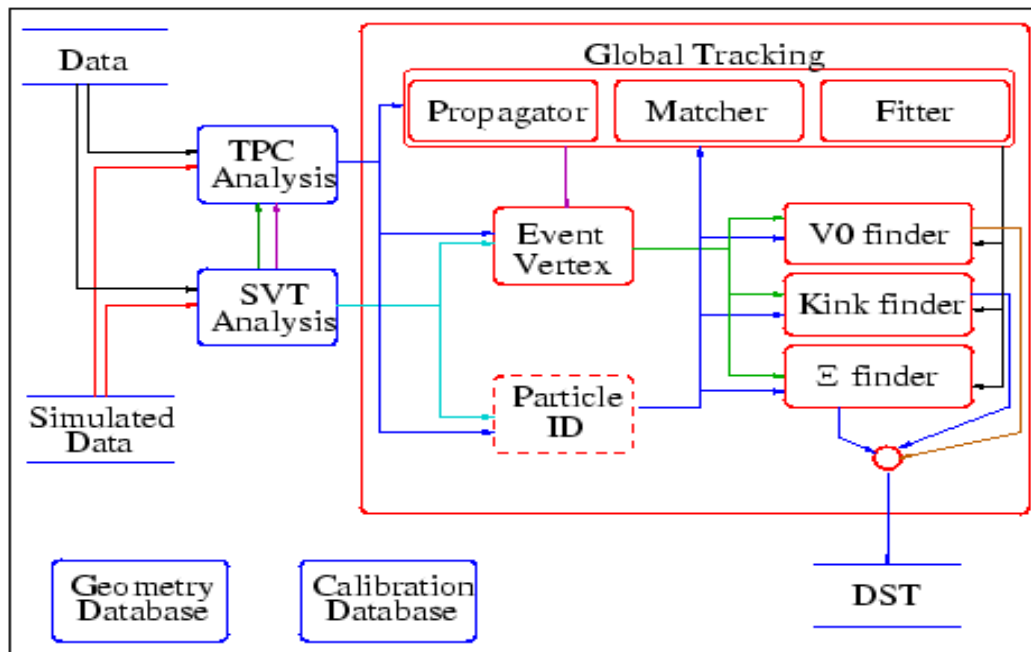 Data
Global Tracking
Propagator
Matcher
Fitter
TPC
Analysis
Event
Vertex
V0 finder
SVT
Analysis
Kink finder
Ξ finder
Particle
ID
Simulated
Data
Geometry
Database
Calibration
Database
DST